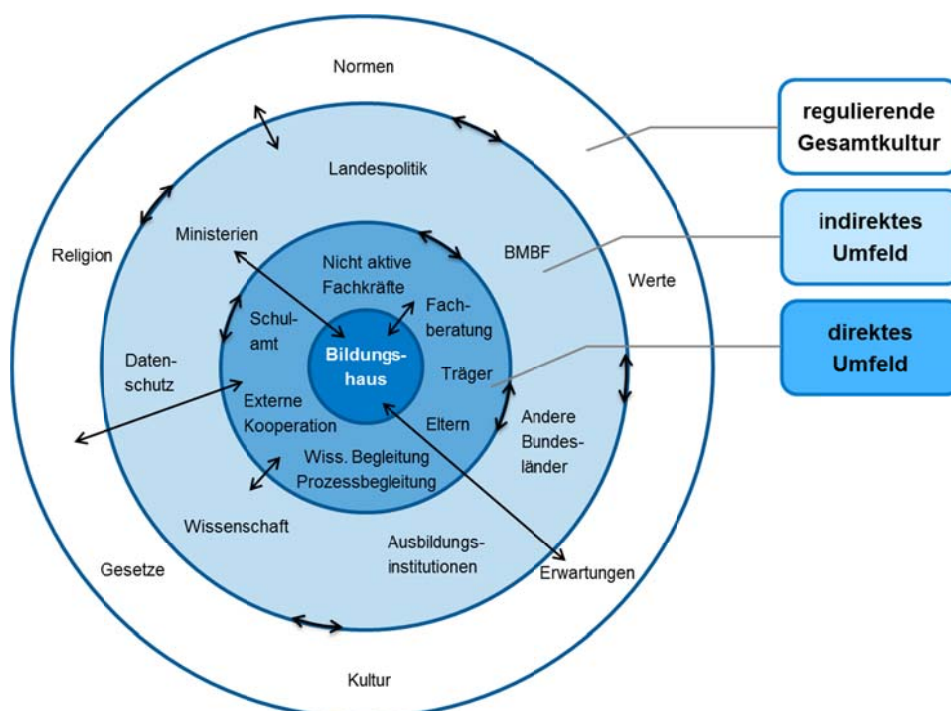 Normen
regulierende
Gesamtkultur
Landespolitik
Ministerien
Religion
BMBF
indirektes
Umfeld
Werte
Nicht aktive
Fachkräfte
Fach-
beratung
Schul-
amt
Bildungs-
haus
direktes
Umfeld
Daten-
schutz
Träger
Externe
Kooperation
Eltern
Andere
Bundes-
länder
Wiss. Begleitung
Prozessbegleitung
Wissenschaft
Ausbildungs-
institutionen
Gesetze
Erwartungen
Kultur